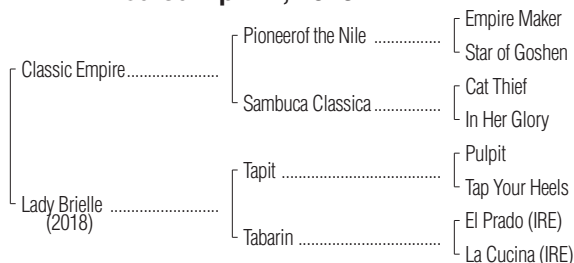 Pioneerof the Nile
Empire Maker
Star of Goshen
Classic Empire
Sambuca Classica
Cat Thief
In Her Glory
Lady Brielle
(2018)
Tapit
Pulpit
Tap Your Heels
Tabarin
El Prado (IRE)
La Cucina (IRE)